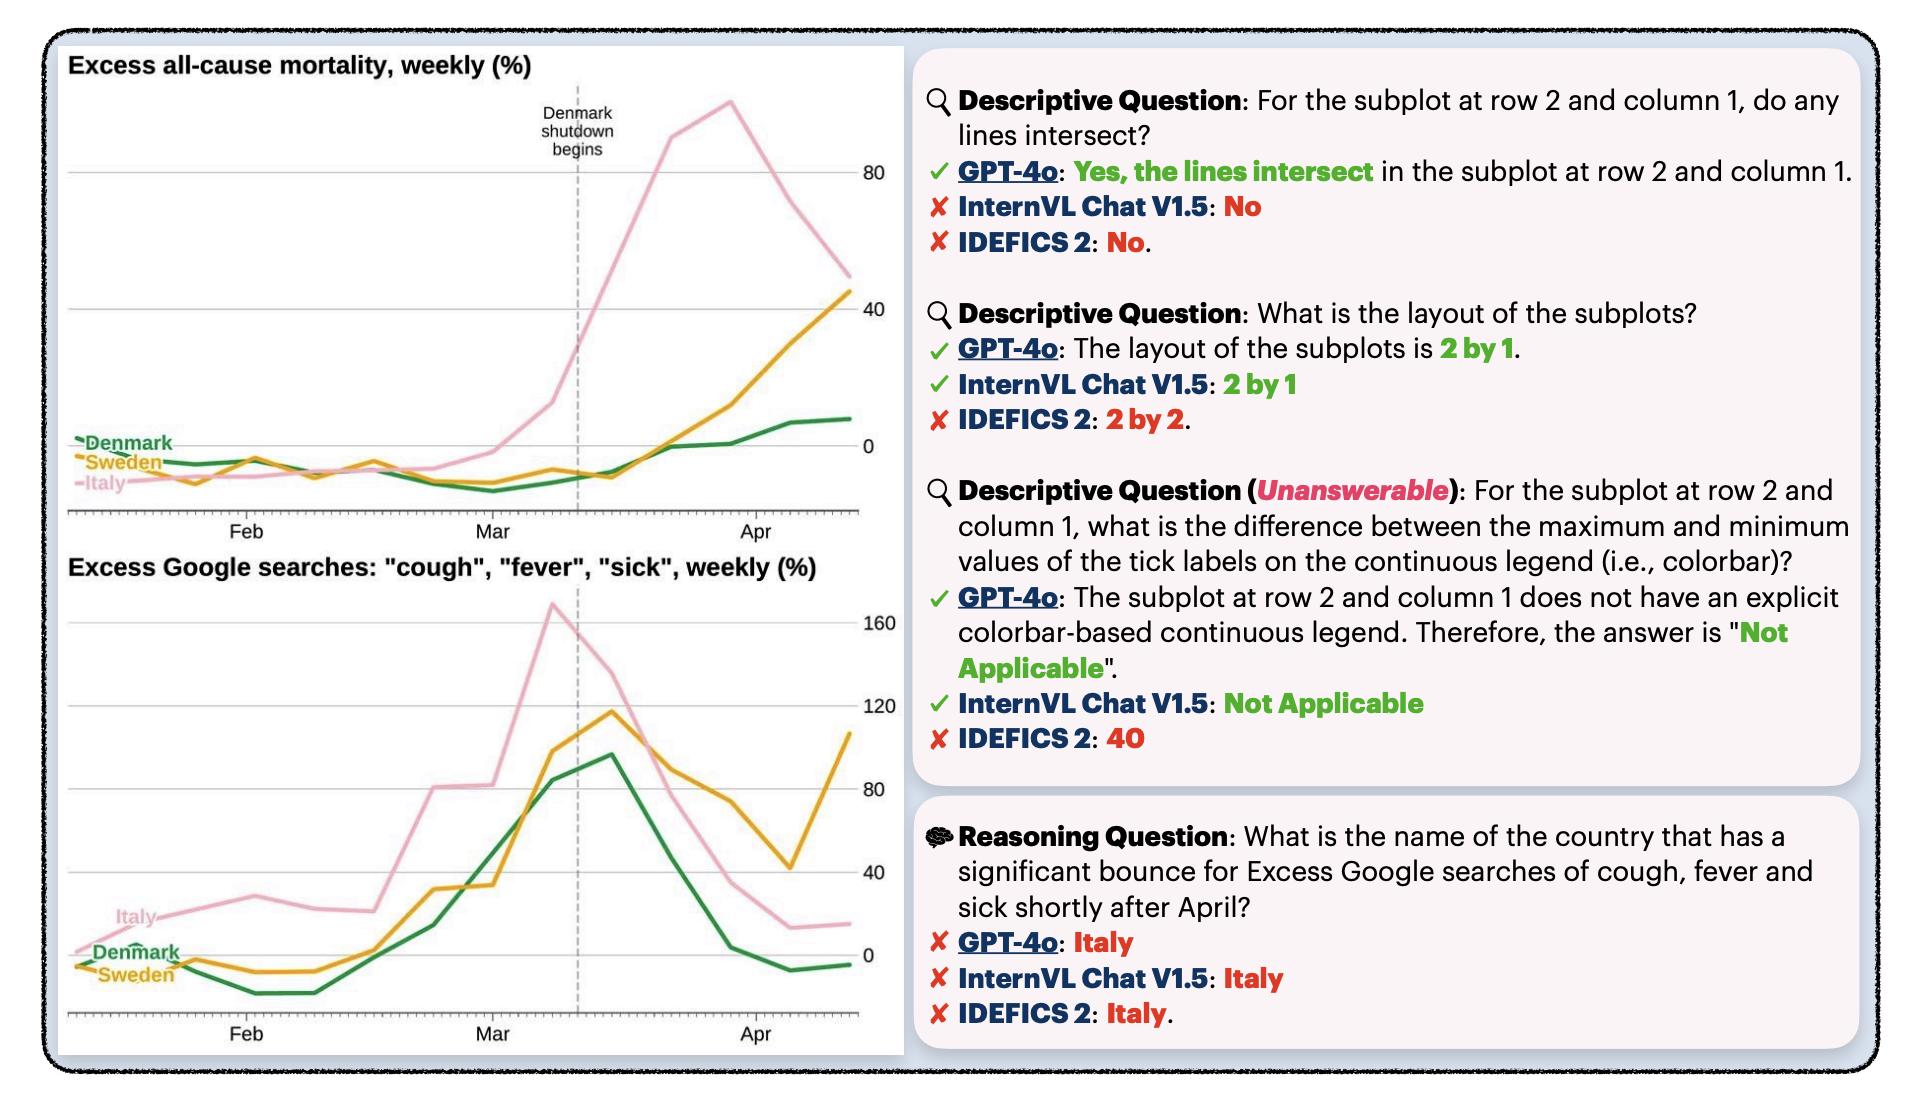 Excess all-cause mortality, weekly (%)
Denmark
shutdown
begins
80
40
0
Denmark
Sweden
Italy
Feb Mar Apr
Excess Google searches: "cough", "fever", "sick", weekly (%)
160
120
80
40
0
Italy
Denmark
Sweden
Feb Mar Apr
Descriptive Question: For the subplot at row 2 and column 1, do any
lines intersect?
✓ GPT-4o: Yes, the lines intersect in the subplot at row 2 and column 1.
✘ InternVL Chat V1.5: No
✘ IDEFICS 2: No.
Descriptive Question: What is the layout of the subplots?
✓ GPT-4o: The layout of the subplots is 2 by 1.
✓ InternVL Chat V1.5: 2 by 1
✘ IDEFICS 2: 2 by 2.
Descriptive Question (Unanswerable): For the subplot at row 2 and
column 1, what is the difference between the maximum and minimum
values of the tick labels on the continuous legend (i.e., colorbar)?
✓ GPT-4o: The subplot at row 2 and column 1 does not have an explicit
colorbar-based continuous legend. Therefore, the answer is "Not
Applicable".
✓ InternVL Chat V1.5: Not Applicable
✘ IDEFICS 2: 40
Reasoning Question: What is the name of the country that has a
significant bounce for Excess Google searches of cough, fever and
sick shortly after April?
✘ GPT-4o: Italy
✘ InternVL Chat V1.5: Italy
✘ IDEFICS 2: Italy.